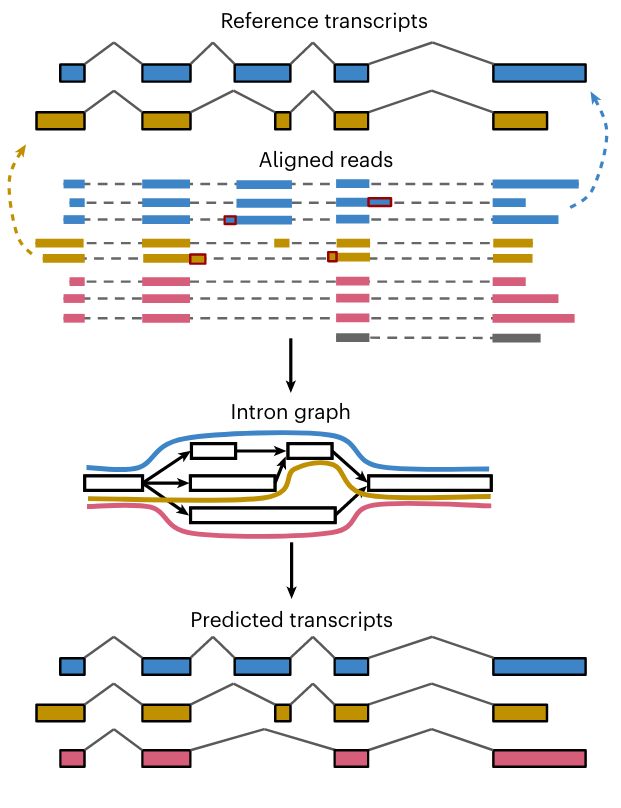 Reference transcripts
Aligned reads
Intron graph
Predicted transcripts